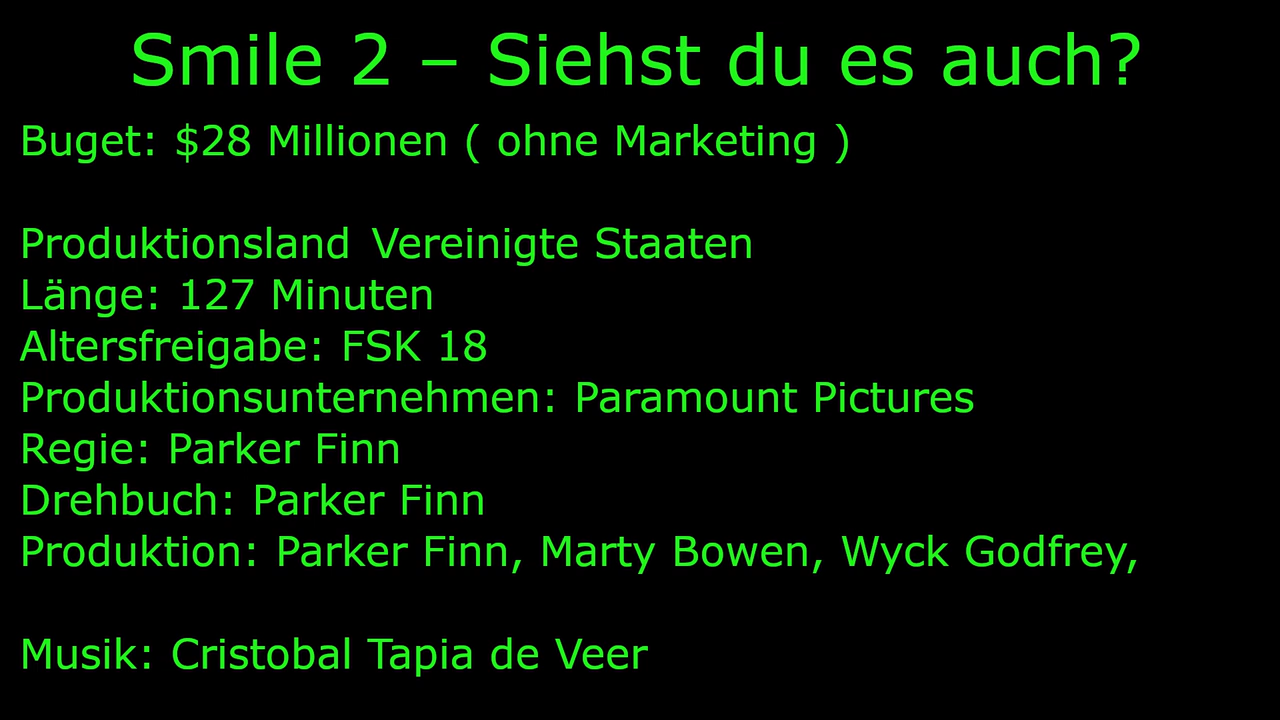 Smile 2 – Siehst du es auch?
Buget: $28 Millionen ( ohne Marketing )
Produktionsland Vereinigte Staaten
Länge: 127 Minuten
Altersfreigabe: FSK 18
Produktionsunternehmen: Paramount Pictures
Regie: Parker Finn
Drehbuch: Parker Finn
Produktion: Parker Finn, Marty Bowen, Wyck Godfrey,
Musik: Cristobal Tapia de Veer